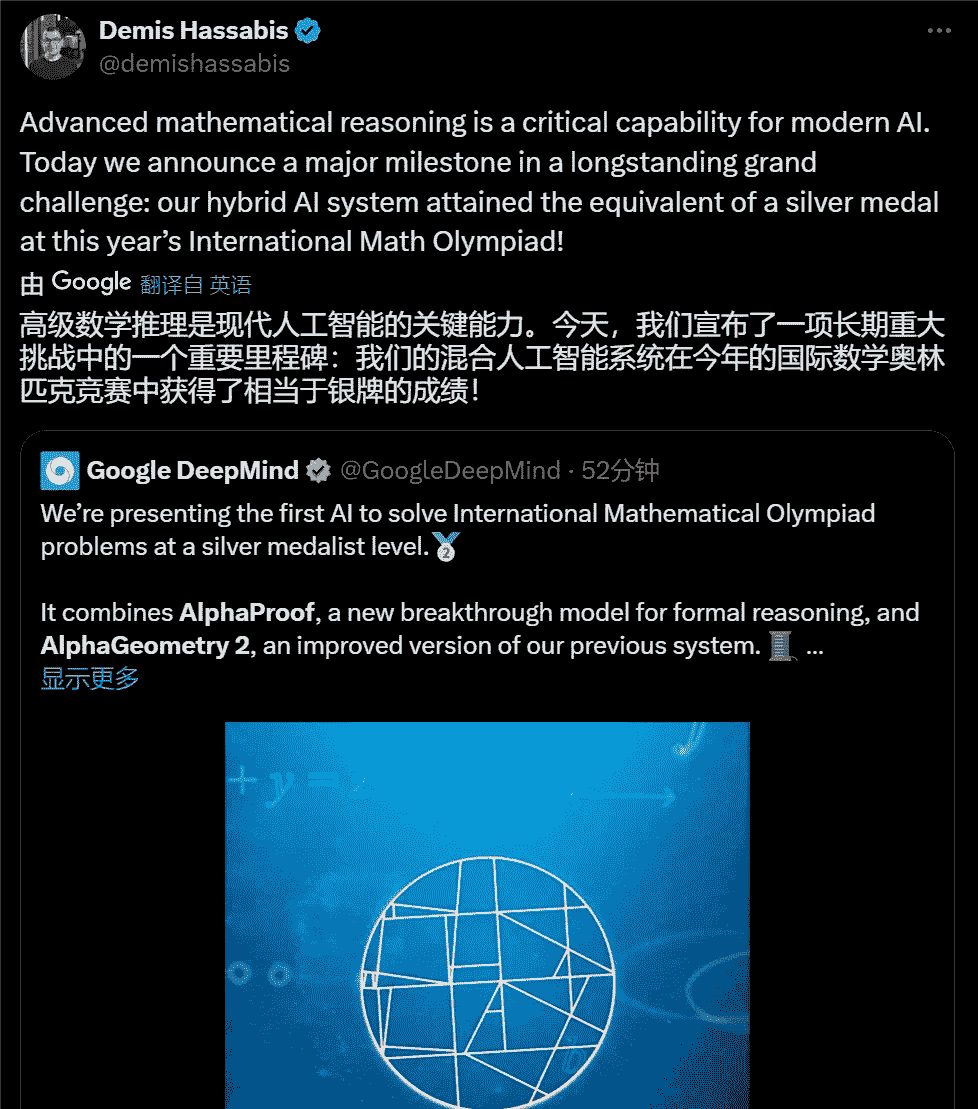 Demis Hassabis
@demishassabis
Advanced mathematical reasoning is a critical capability for modern AI.
Today we announce a major milestone in a longstanding grand
challenge: our hybrid AI system attained the equivalent of a silver medal
at this year’s International Math Olympiad!
由 Google 翻译自 英语
高级数学推理是现代人工智能的关键能力。今天，我们宣布了一项长期重大
挑战中的一个重要里程碑：我们的混合人工智能系统在今年的国际数学奥林
匹克竞赛中获得了相当于银牌的成绩！
Google DeepMind @GoogleDeepMind · 52分钟
We’re presenting the first AI to solve International Mathematical Olympiad
problems at a silver medalist level.🥈
It combines AlphaProof, a new breakthrough model for formal reasoning, and
AlphaGeometry 2, an improved version of our previous system. 🧵 ...
显示更多
+ y =